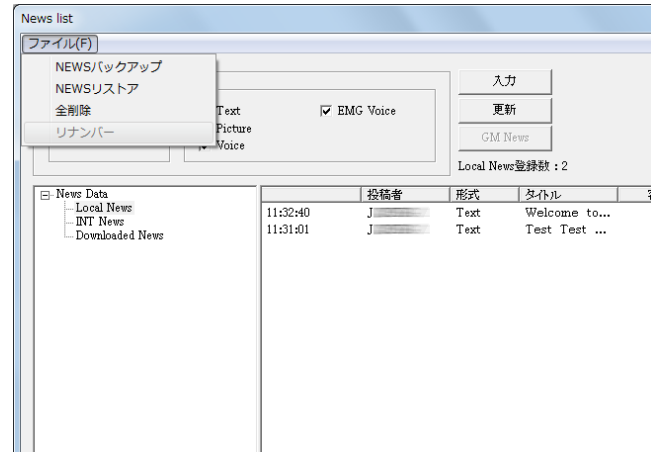 News list
ファイル(F)
NEWSバックアップ
NEWSリストア
全削除
リナンバー
Text
Picture
Voice
EMG Voice
入力
更新
GM News
Local News登録数：2
News Data
Local News
INT News
Downloaded News
投稿者 形式 タイトル
11:32:40 J Text Welcome to...
11:31:01 J Text Test Test ...